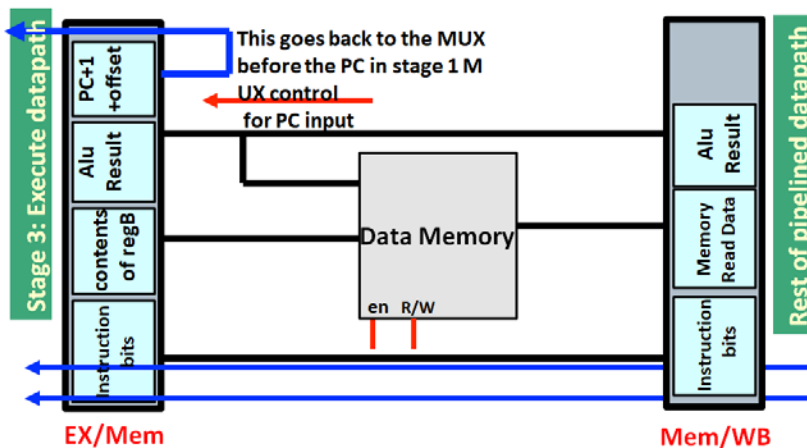 Stage 3: Execute datapath
PC+1
+offset
Alu
Result
contents
of regB
Instruction
bits
EX/Mem
This goes back to the MUX
before the PC in stage 1 M
UX control
for PC input
Data Memory
en R/W
Alu
Result
Memory
Read Data
Instruction
bits
Mem/WB
Rest of pipelined datapath